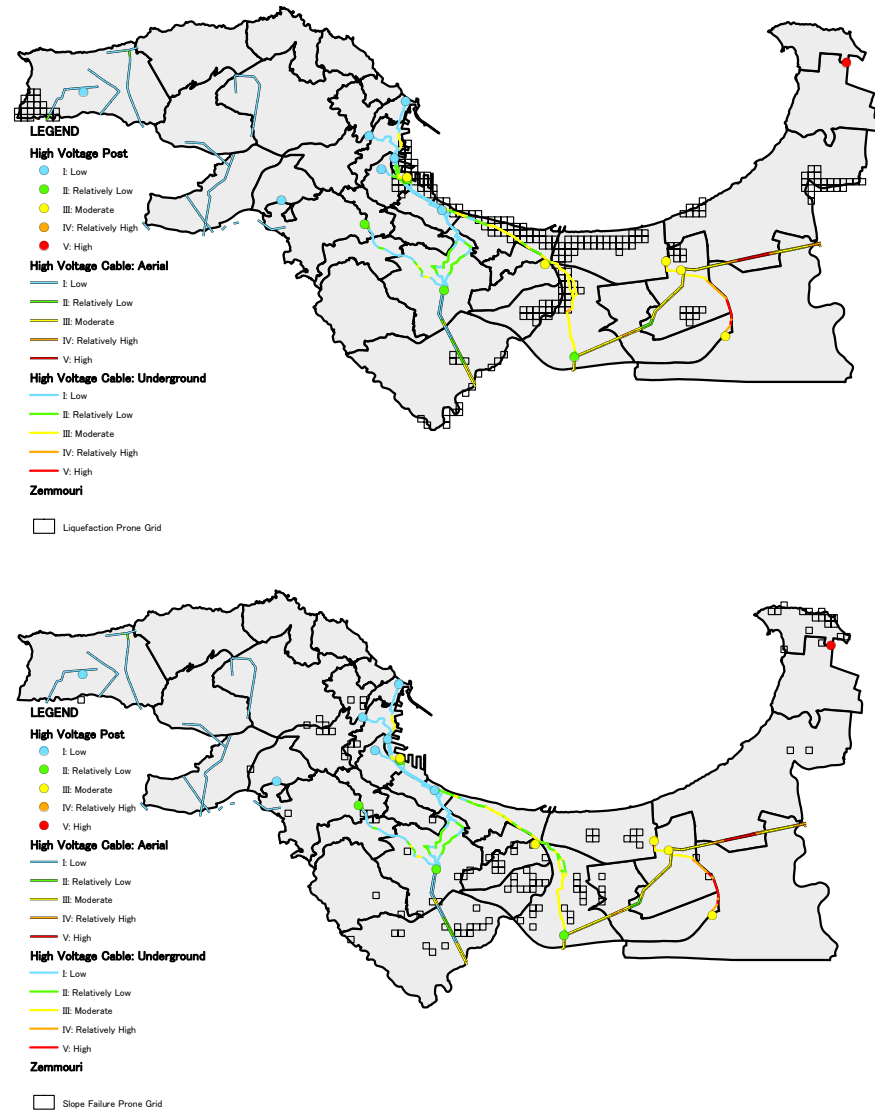 LEGEND
High Voltage Post
I: Low
II: Relatively Low
III: Moderate
IV: Relatively High
V: High
High Voltage Cable: Aerial
I: Low
II: Relatively Low
III: Moderate
IV: Relatively High
V: High
High Voltage Cable: Underground
I: Low
II: Relatively Low
III: Moderate
IV: Relatively High
V: High
Zemmouri
Liquefaction Prone Grid
LEGEND
High Voltage Post
I: Low
II: Relatively Low
III: Moderate
IV: Relatively High
V: High
High Voltage Cable: Aerial
I: Low
II: Relatively Low
III: Moderate
IV: Relatively High
V: High
High Voltage Cable: Underground
I: Low
II: Relatively Low
III: Moderate
IV: Relatively High
V: High
Zemmouri
Slope Failure Prone Grid